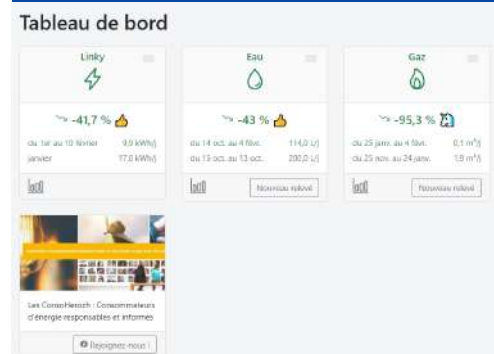 Tableau de bord
Linky
-41,7 %
du 1er au 10 février 9,9 kWh/j
janvier 17,0 kWh/j
Eau
-43 %
du 14 oct. au 4 févr. 114,0 L/j
du 13 oct. au 13 oct. 200,0 L/j
Nouveau relevé
Gaz
-95,3 %
du 25 janv. au 4 févr. 0,1 m³/j
du 25 nov. au 24 janv. 1,9 m³/j
Nouveau relevé
Les ConsoHeroch : Consommateurs
d'énergie responsables et informés
Rejoignez-nous !